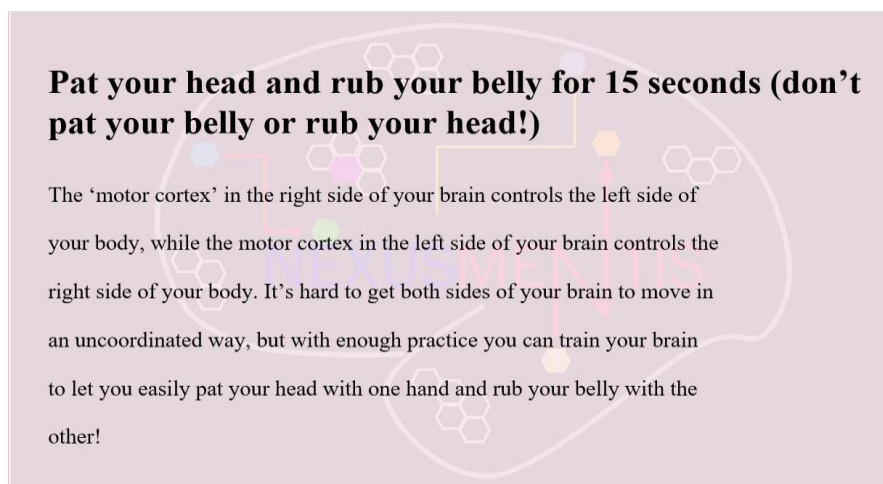 Pat your head and rub your belly for 15 seconds (don’t
pat your belly or rub your head!)
The ‘motor cortex’ in the right side of your brain controls the left side of
your body, while the motor cortex in the left side of your brain controls the
right side of your body. It’s hard to get both sides of your brain to move in
an uncoordinated way, but with enough practice you can train your brain
to let you easily pat your head with one hand and rub your belly with the
other!
NEXUSMENTIS